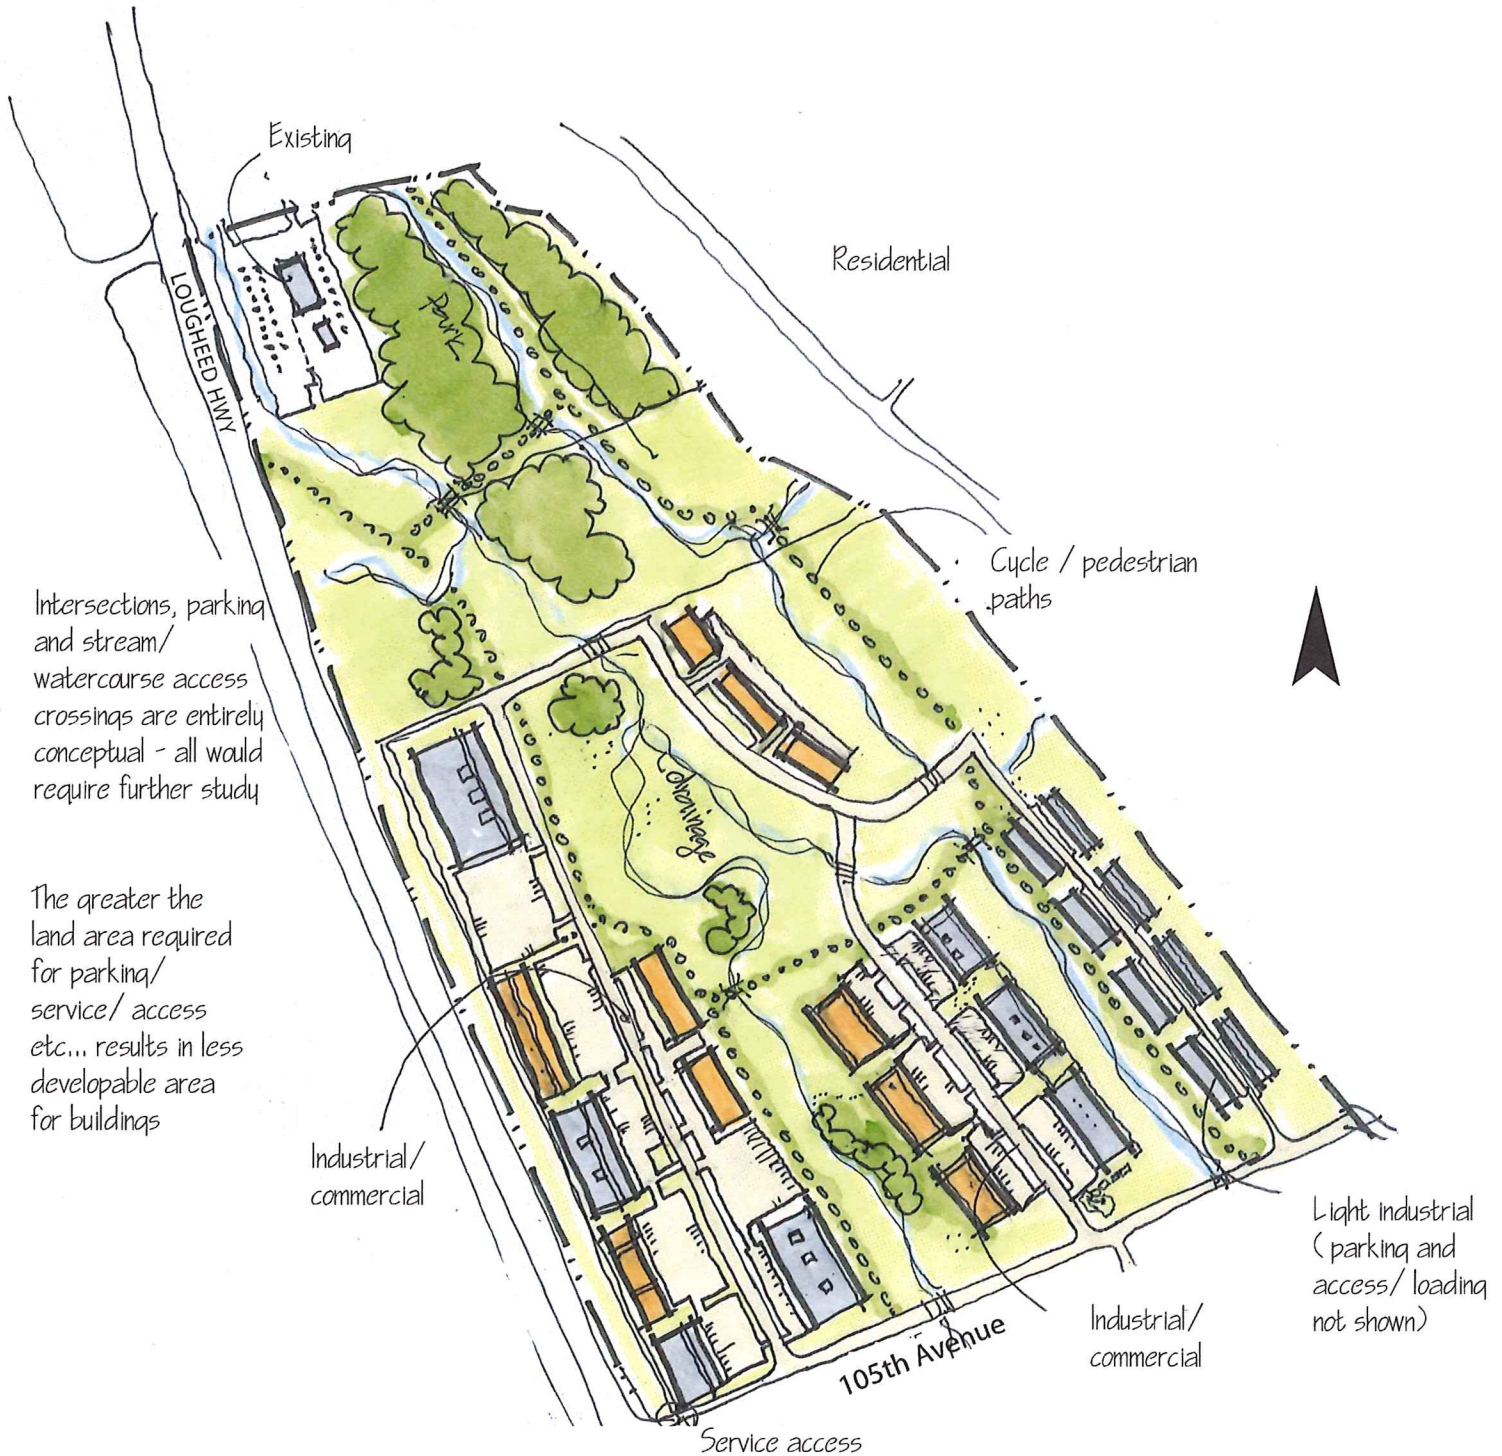 Existing
Residential
LOUGHEED HWY
Park
Cycle / pedestrian
paths
Intersections, parking
and stream/
watercourse access
crossings are entirely
conceptual - all would
require further study
drainage
The greater the
land area required
for parking/
service/ access
etc... results in less
developable area
for buildings
Industrial/
commercial
Light industrial
( parking and
access/ loading
not shown)
Industrial/
commercial
105th Avenue
Service access